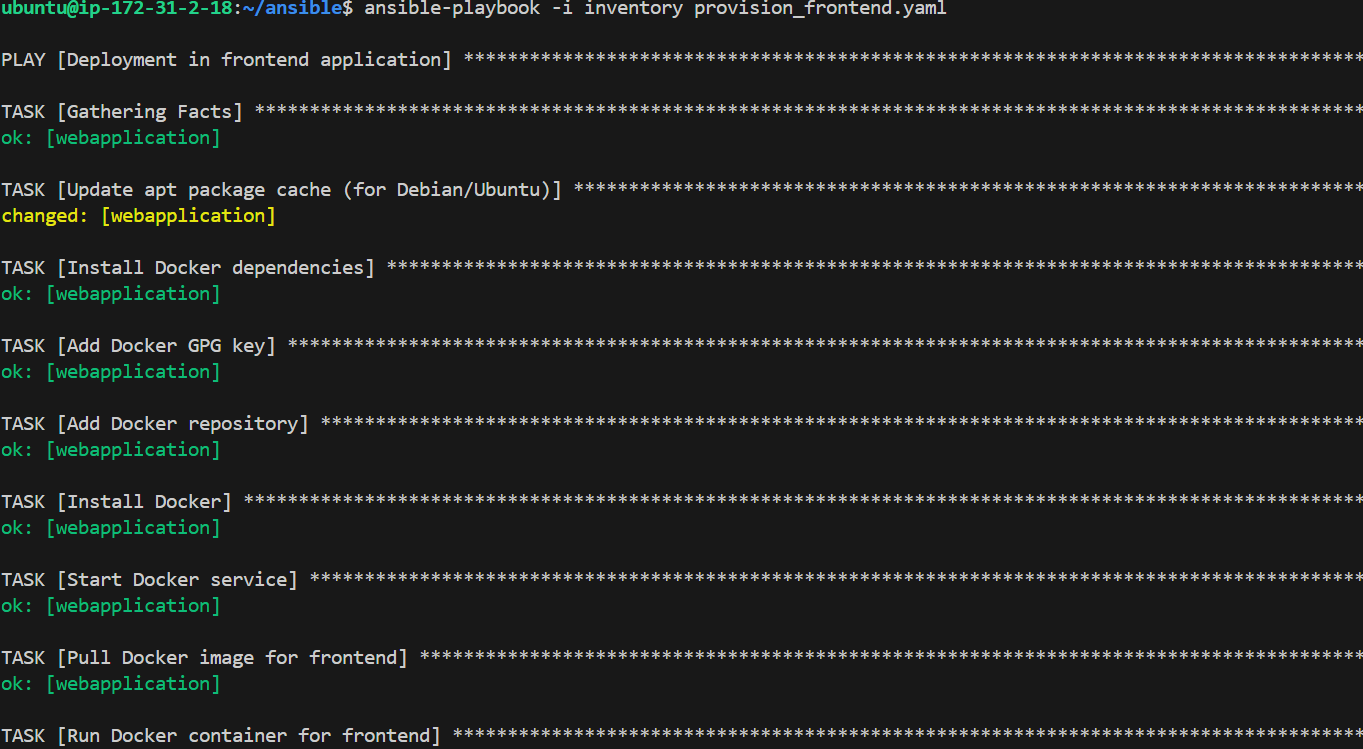 ubuntu@ip-172-31-2-18:~/ansible$ ansible-playbook -i inventory provision_frontend.yaml
PLAY [Deployment in frontend application] **********************************************************************************
TASK [Gathering Facts] *****************************************************************************************************
ok: [webapplication]
TASK [Update apt package cache (for Debian/Ubuntu)] ************************************************************************
changed: [webapplication]
TASK [Install Docker dependencies] *****************************************************************************************
ok: [webapplication]
TASK [Add Docker GPG key] **************************************************************************************************
ok: [webapplication]
TASK [Add Docker repository] ***********************************************************************************************
ok: [webapplication]
TASK [Install Docker] ******************************************************************************************************
ok: [webapplication]
TASK [Start Docker service] ************************************************************************************************
ok: [webapplication]
TASK [Pull Docker image for frontend] **************************************************************************************
ok: [webapplication]
TASK [Run Docker container for frontend] ***********************************************************************************